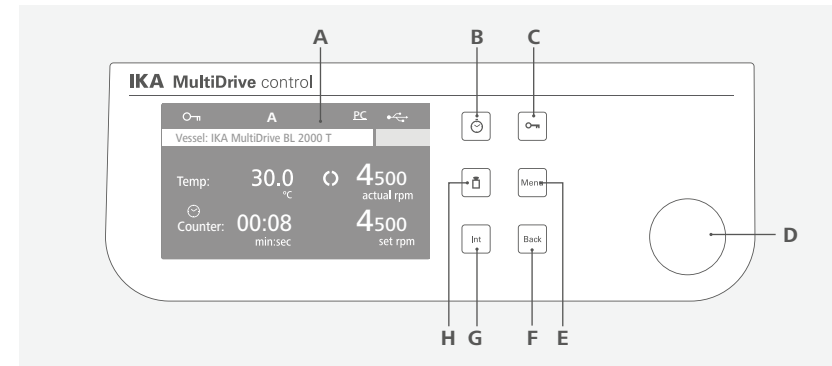 A B C
IKA MultiDrive control
A PC
Vessel: IKA MultiDrive BL 2000 T
Temp: 30.0 4500
°C actual rpm
Counter: 00:08 4500
min:sec set rpm
Menu
Int Back
D
H G F E